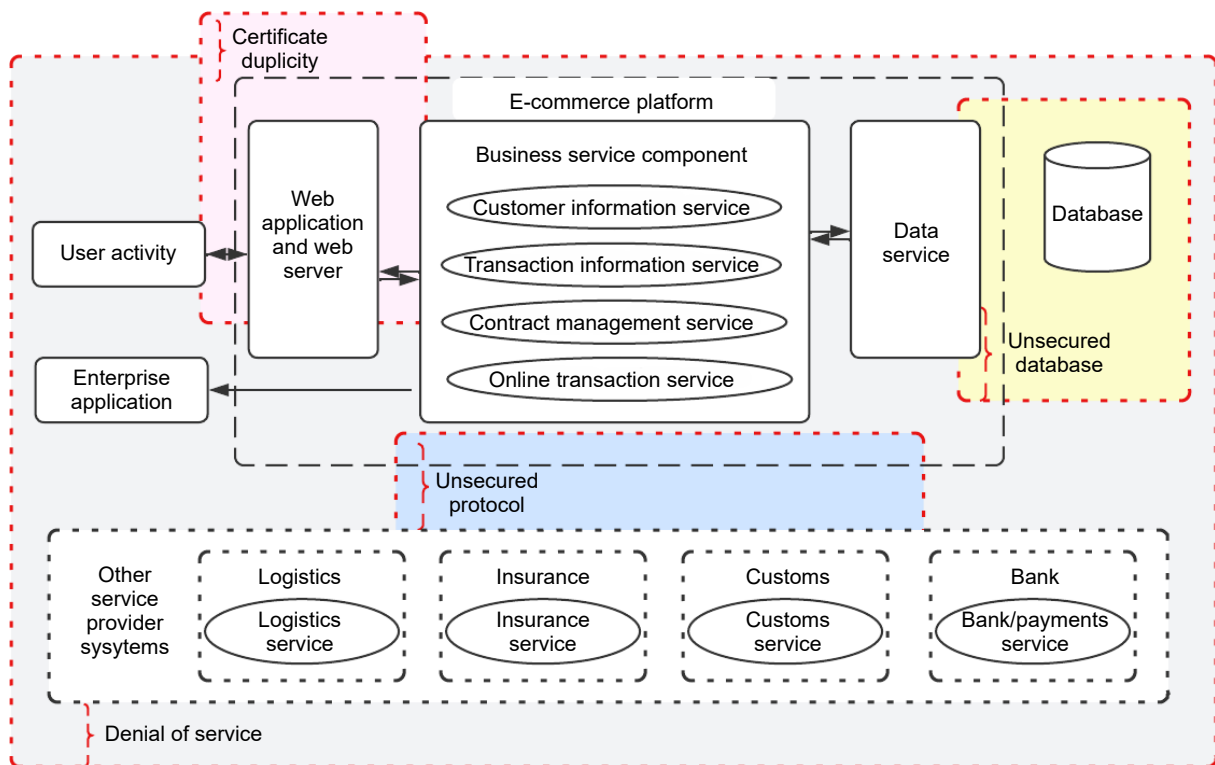 Certificate
duplicity
E-commerce platform
Business service component
Customer information service
Transaction information service
Contract management service
Online transaction service
Web
application
and web
server
User activity
Enterprise
application
Data
service
Database
Unsecured
database
Unsecured
protocol
Other
service
provider
sysytems
Logistics
Logistics
service
Insurance
Insurance
service
Customs
Customs
service
Bank
Bank/payments
service
Denial of service